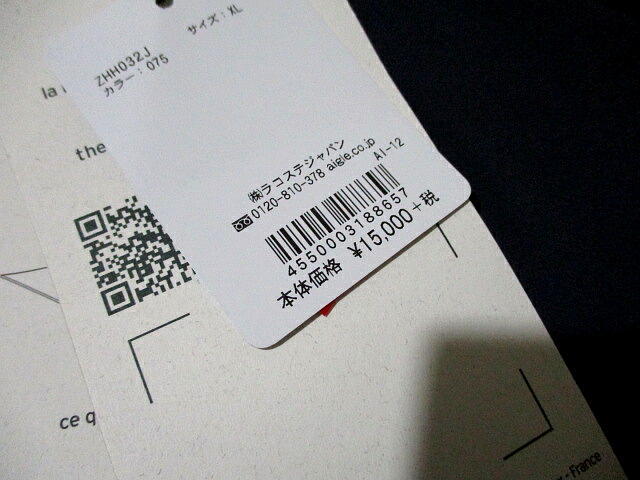 ZHH032J
サイズ：XL
カラー：075
㈱ラコステジャパン
0120-810-378 aigle.co.jp
AI-12
4550003188657
本体価格 ¥15,000+税
la
the
ce q
- France